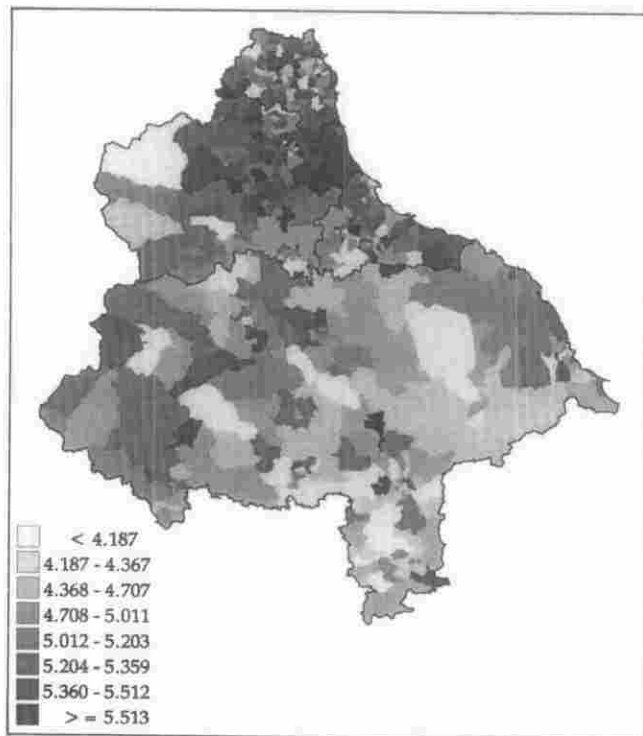 < 4.187
4.187 - 4.367
4.368 - 4.707
4.708 - 5.011
5.012 - 5.203
5.204 - 5.359
5.360 - 5.512
> = 5.513